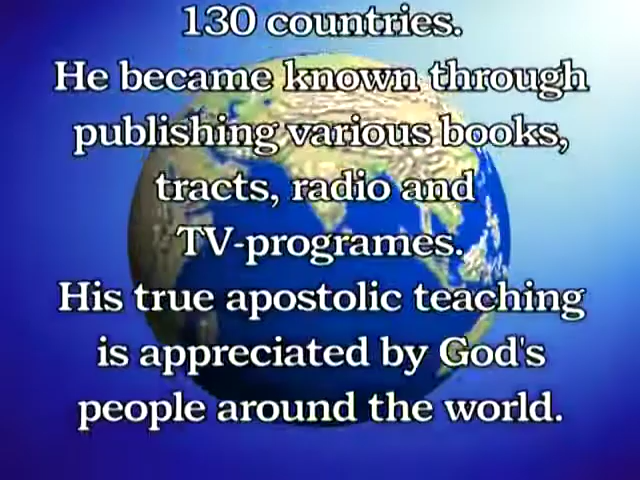 130 countries.
He became known through
publishing various books,
tracts, radio and
TV-programes.
His true apostolic teaching
is appreciated by God's
people around the world.